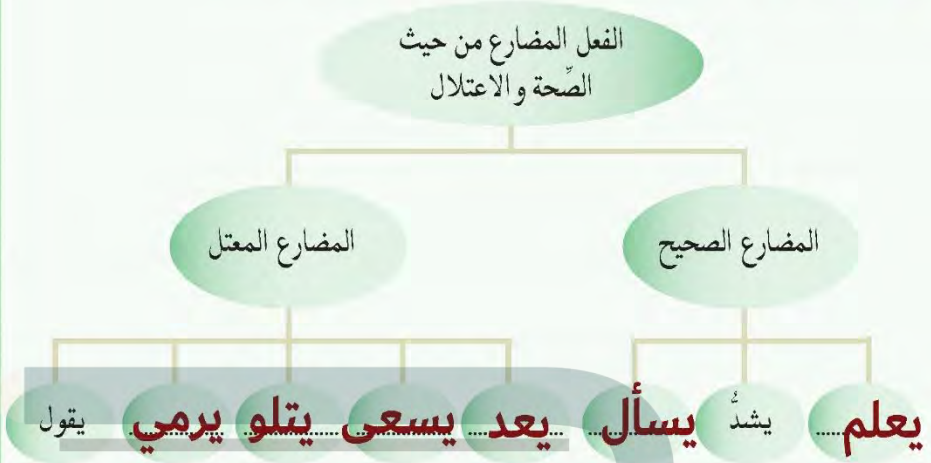 الفعل المضارع من حيث
الصِّحة والاعتلال
المضارع الصحيح
المضارع المعتل
يعلم
يشدُّ
يسأل
يعد
يسعى
يتلو
يرمي
يقول